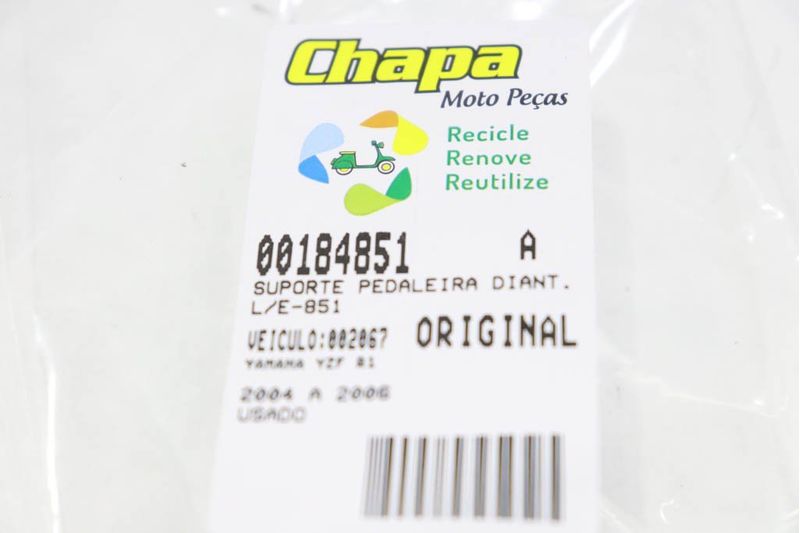 Chapa
Moto Peças
Recicle
Renove
Reutilize
00184851 A
SUPORTE PEDALEIRA DIANT.
L/E-851
VEICULO:002067 ORIGINAL
YAMAHA YZF R1
2004 A 2006
USADO